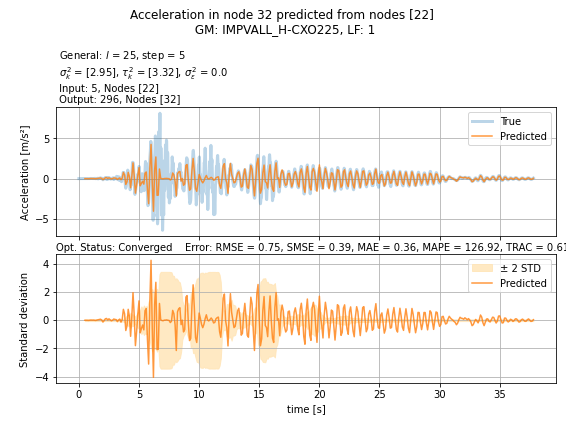 Acceleration in node 32 predicted from nodes [22]
GM: IMPVALL_H-CXO225, LF: 1
General: l = 25, step = 5
σ²ₖ = [2.95], τ²ₖ = [3.32], σ²ε = 0.0
Input: 5, Nodes [22]
Output: 296, Nodes [32]
Acceleration [m/s²]
5
0
−5
True
Predicted
Opt. Status: Converged Error: RMSE = 0.75, SMSE = 0.39, MAE = 0.36, MAPE = 126.92, TRAC = 0.61
Standard deviation
4
2
0
−2
−4
± 2 STD
Predicted
0 5 10 15 20 25 30 35
time [s]